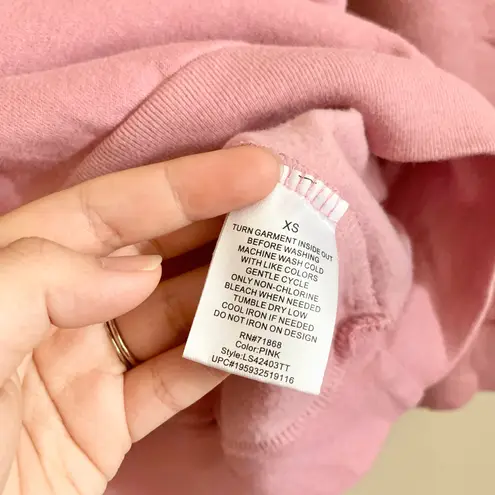 XS
TURN GARMENT INSIDE OUT
BEFORE WASHING
MACHINE WASH COLD
WITH LIKE COLORS
GENTLE CYCLE
ONLY NON-CHLORINE
BLEACH WHEN NEEDED
TUMBLE DRY LOW
COOL IRON IF NEEDED
DO NOT IRON ON DESIGN
RN#71868
Color:PINK
Style:LS42403TT
UPC#195932519116